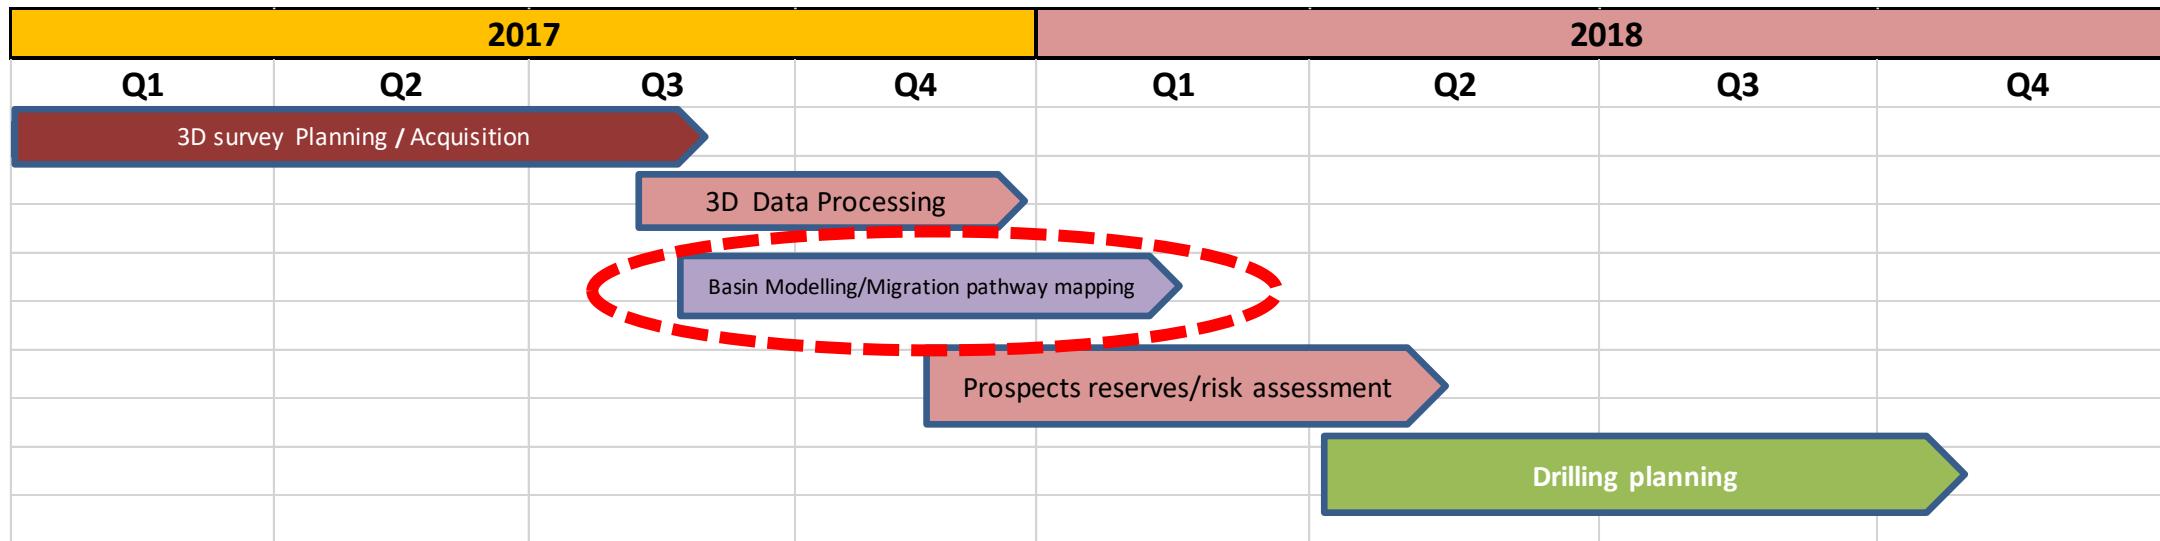 2017 2018
Q1 Q2 Q3 Q4 Q1 Q2 Q3 Q4
3D survey Planning / Acquisition
3D Data Processing
Basin Modelling/Migration pathway mapping
Prospects reserves/risk assessment
Drilling planning